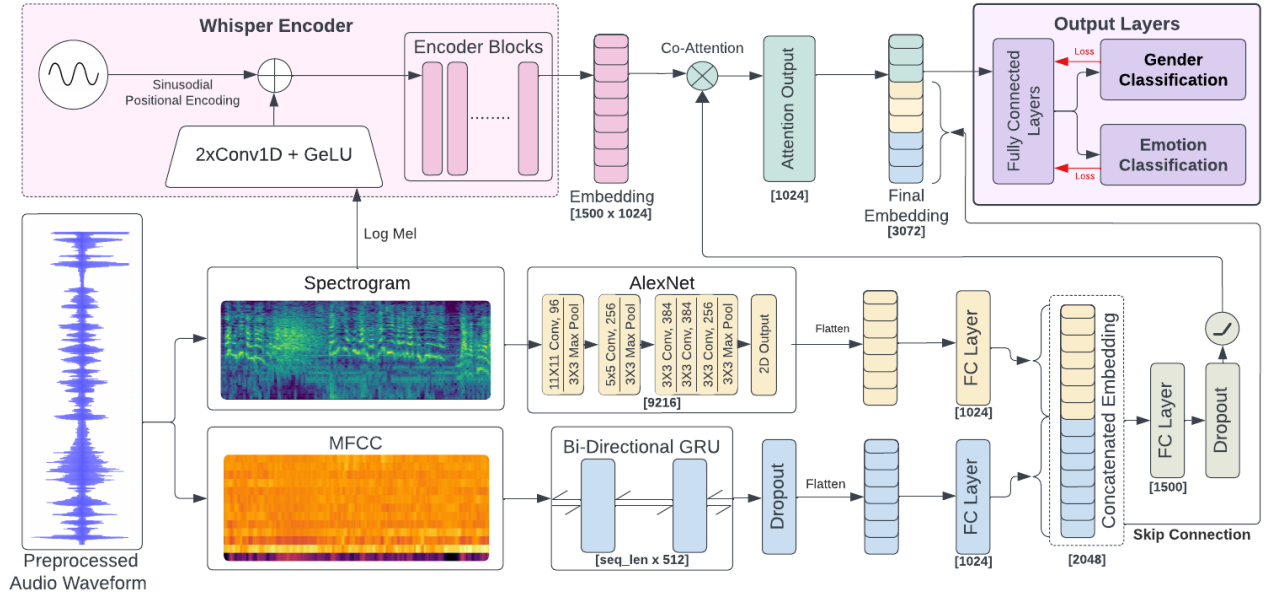 Whisper Encoder
Sinusodial
Positional Encoding
2xConv1D + GeLU
Encoder Blocks
Embedding
[1500 x 1024]
Co-Attention
Attention Output
[1024]
Final
Embedding
[3072]
Output Layers
Fully Connected
Layers
Loss
Gender
Classification
Emotion
Classification
Loss
Log Mel
Preprocessed
Audio Waveform
Spectrogram
AlexNet
11X11 Conv, 96
3X3 Max Pool
5x5 Conv, 256
3X3 Max Pool
3X3 Conv, 384
3X3 Conv, 384
3X3 Conv, 256
3X3 Max Pool
2D Output
[9216]
Flatten
FC Layer
[1024]
MFCC
Bi-Directional GRU
[seq_len x 512]
Dropout
Flatten
FC Layer
[1024]
Concatenated Embedding
[2048]
FC Layer
[1500]
Dropout
Skip Connection